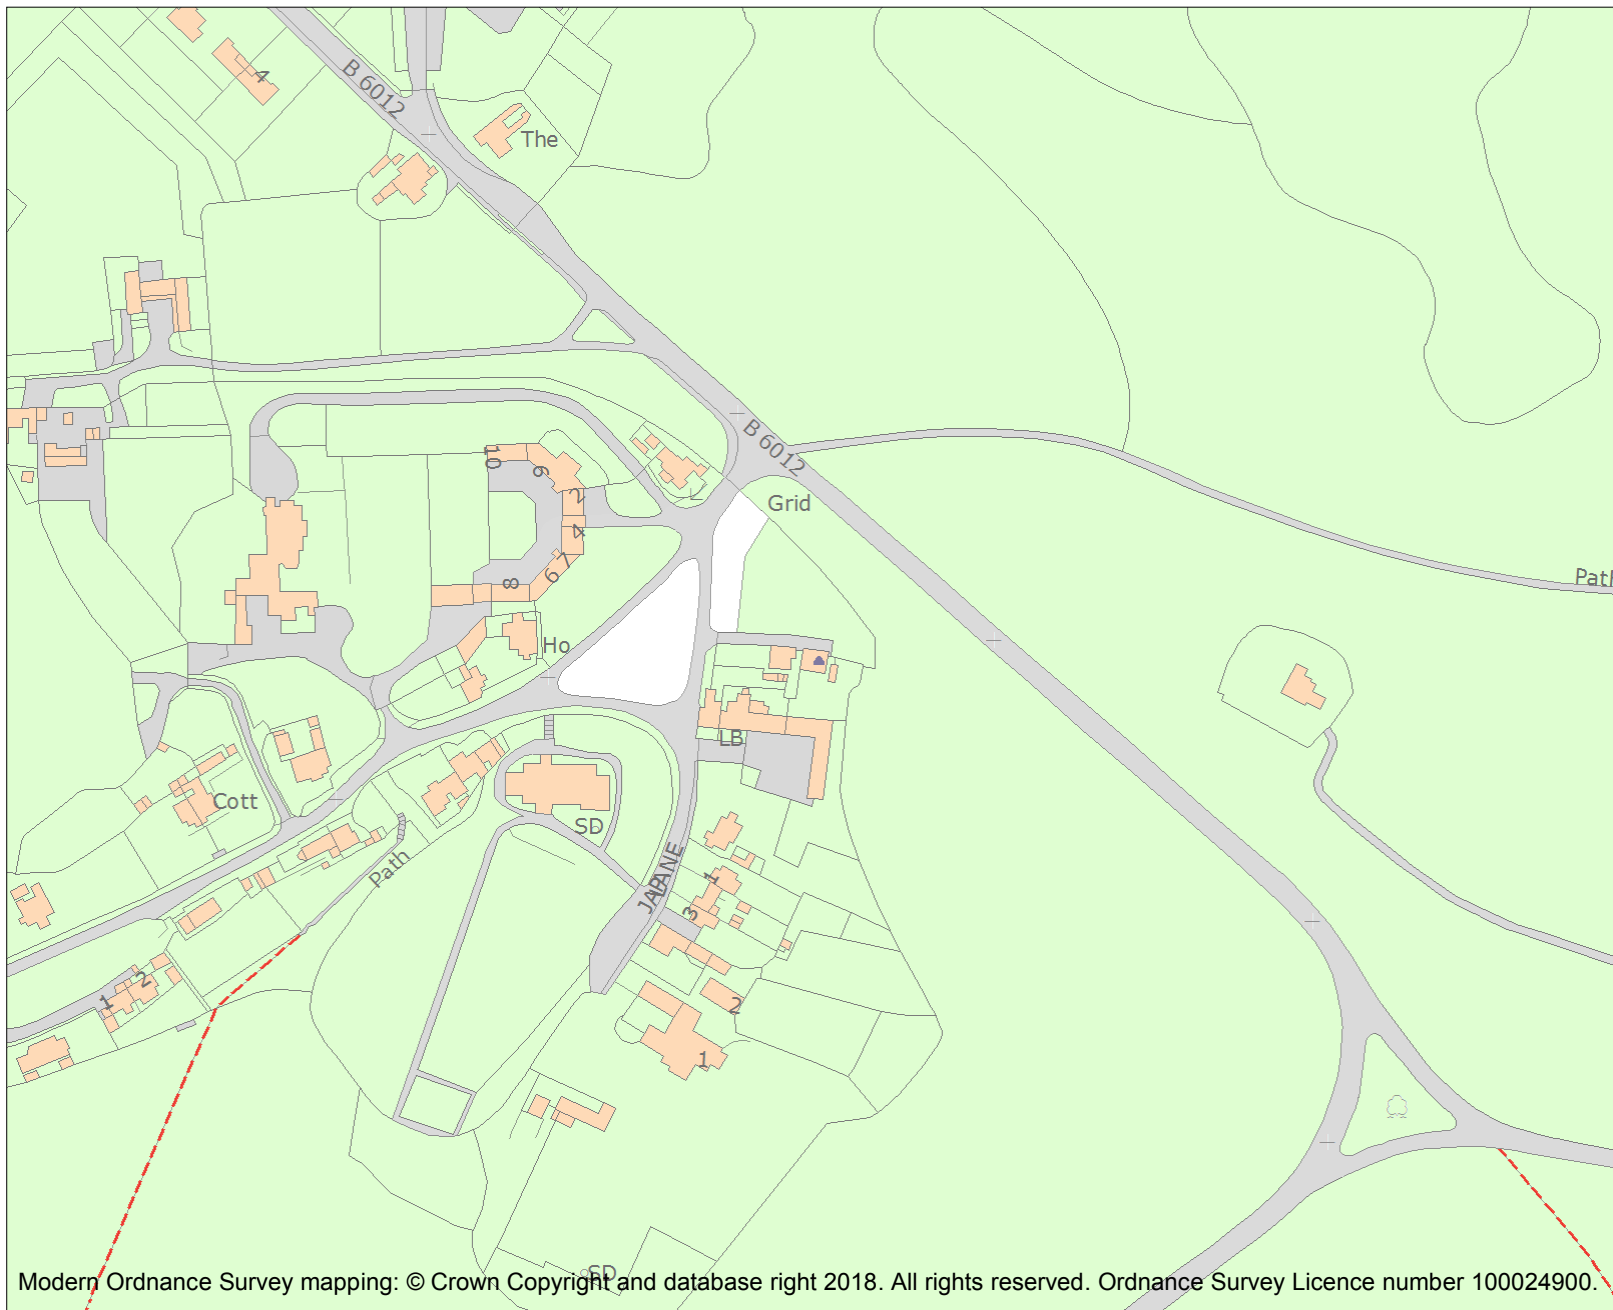 4
B 6012
The
B 6012
10
9
2
Grid
4
7
6
8
Path
Ho
LB
Cott
SD
Path
JAP LANE
1
3
2
1
2
1
SD
Modern Ordnance Survey mapping: © Crown Copyright and database right 2018. All rights reserved. Ordnance Survey Licence number 100024900.